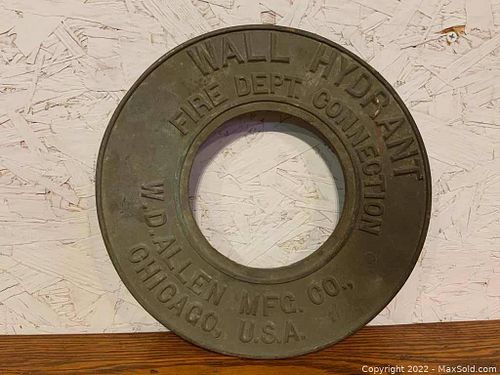 WALL HYDRANT
FIRE DEPT. CONNECTION
W.D. ALLEN MFG. CO.,
CHICAGO, U.S.A.
Copyright 2022 - MaxSold.com